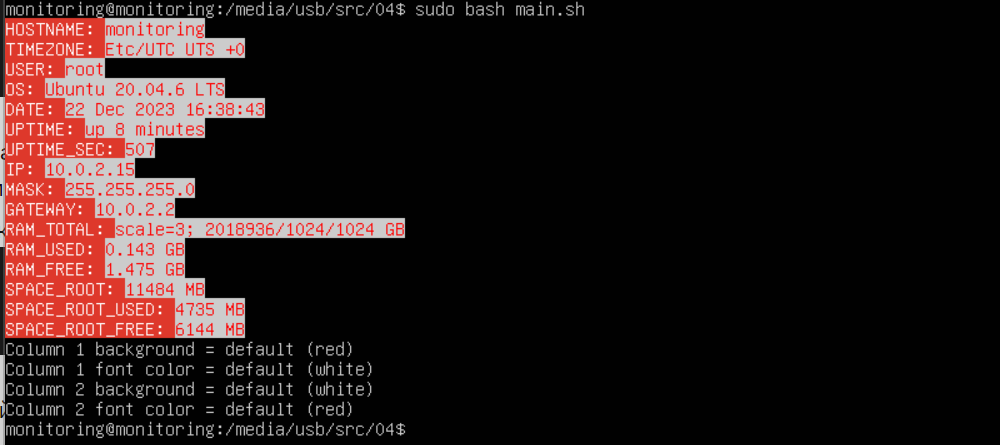 monitoring@monitoring:/media/usb/src/04$ sudo bash main.sh
HOSTNAME: monitoring
TIMEZONE: Etc/UTC UTS +0
USER: root
OS: Ubuntu 20.04.6 LTS
DATE: 22 Dec 2023 16:38:43
UPTIME: up 8 minutes
UPTIME_SEC: 507
IP: 10.0.2.15
MASK: 255.255.255.0
GATEWAY: 10.0.2.2
RAM_TOTAL: scale=3; 2018936/1024/1024 GB
RAM_USED: 0.143 GB
RAM_FREE: 1.475 GB
SPACE_ROOT: 11484 MB
SPACE_ROOT_USED: 4735 MB
SPACE_ROOT_FREE: 6144 MB
Column 1 background = default (red)
Column 1 font color = default (white)
Column 2 background = default (white)
Column 2 font color = default (red)
monitoring@monitoring:/media/usb/src/04$